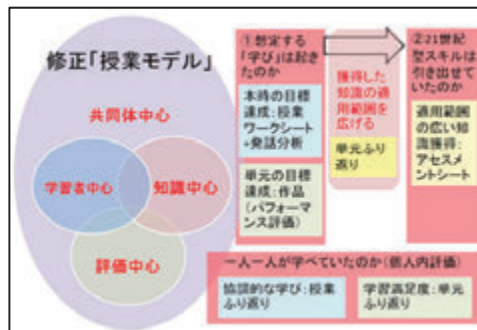 修正「授業モデル」
共同体中心
学習者中心
知識中心
評価中心
①想定する
「学び」は起き
たのか
本時の目標
達成：授業
ワークシート
+発話分析
単元の目標
達成：作品
（パフォーマ
ンス評価）
獲得した
知識の適
用範囲を
広げる
単元ふり
返り
②21世紀
型スキルは
引き出せて
いたのか
適用範囲
の広い知
識獲得：
アセスメ
ントシート
一人一人が学べていたのか（個人内評価）
協調的な学び：授業
ふり返り
学習満足度：単元
ふり返り